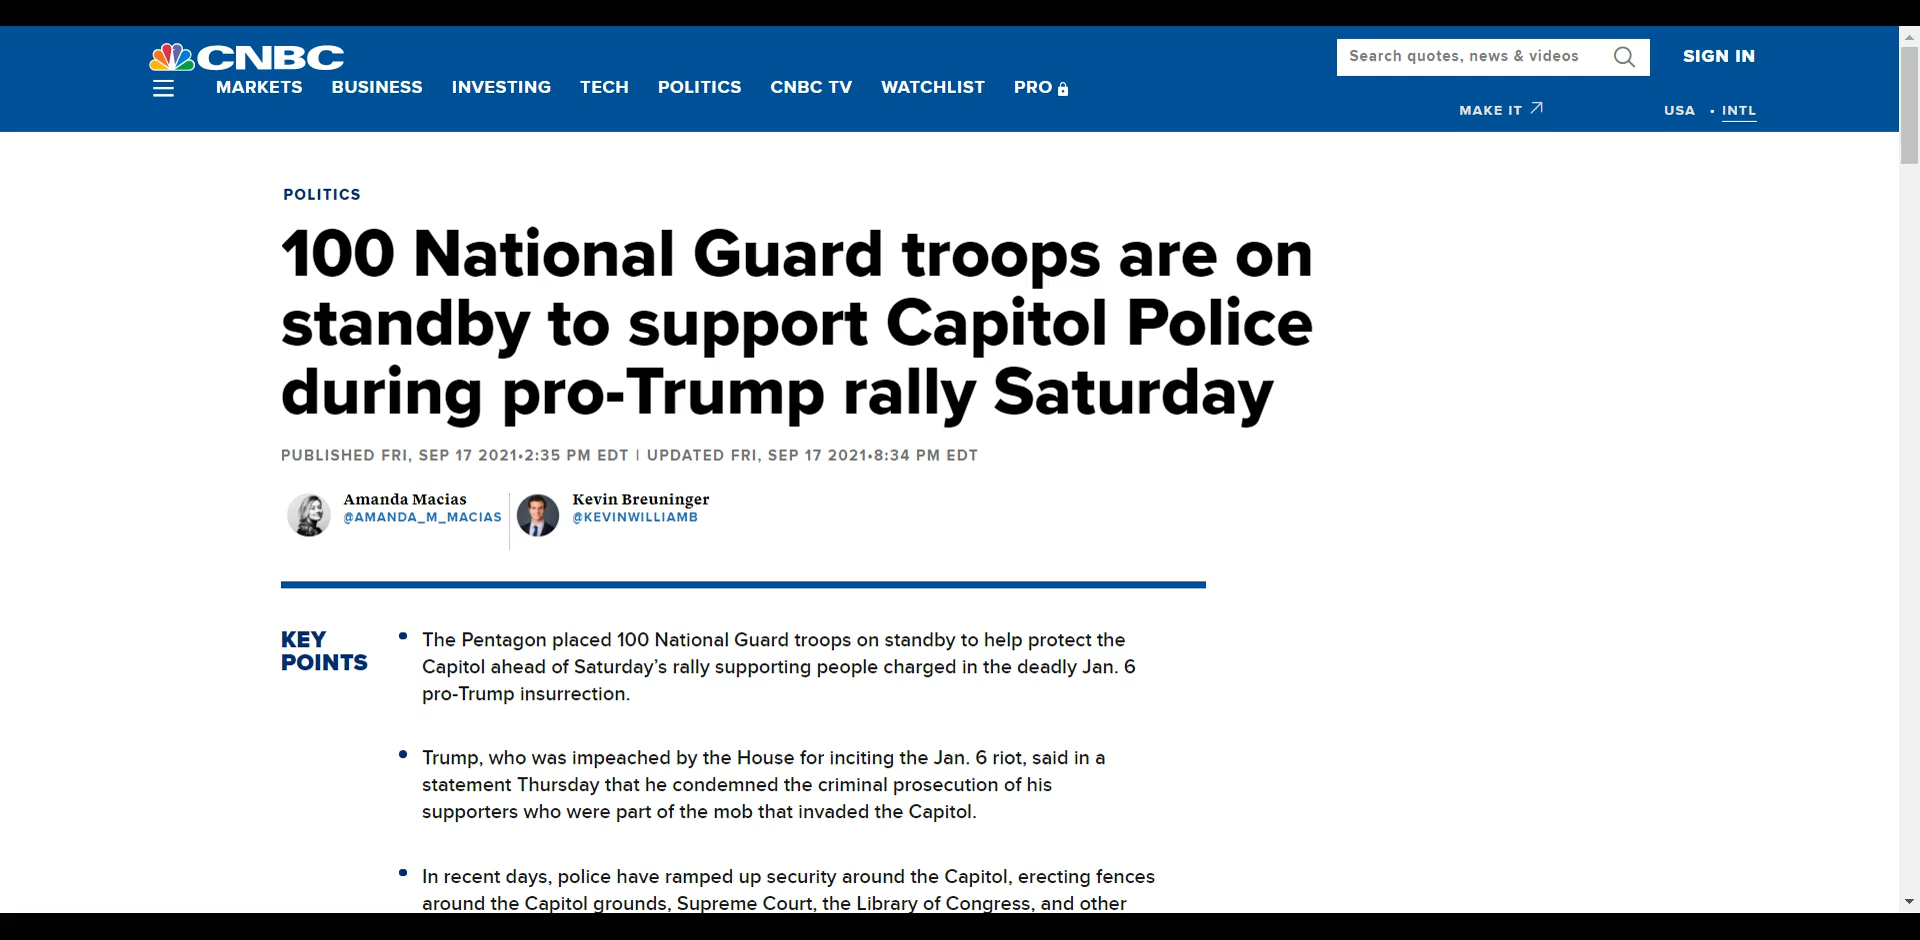 CNBC
Search quotes, news & videos
SIGN IN
MARKETS BUSINESS INVESTING TECH POLITICS CNBC TV WATCHLIST PRO
MAKE IT
USA • INTL
POLITICS
100 National Guard troops are on
standby to support Capitol Police
during pro-Trump rally Saturday
PUBLISHED FRI, SEP 17 2021•2:35 PM EDT | UPDATED FRI, SEP 17 2021•8:34 PM EDT
Amanda Macias
@AMANDA_M_MACIAS
Kevin Breuninger
@KEVINWILLIAMB
KEY
POINTS
• The Pentagon placed 100 National Guard troops on standby to help protect the
Capitol ahead of Saturday’s rally supporting people charged in the deadly Jan. 6
pro-Trump insurrection.
• Trump, who was impeached by the House for inciting the Jan. 6 riot, said in a
statement Thursday that he condemned the criminal prosecution of his
supporters who were part of the mob that invaded the Capitol.
• In recent days, police have ramped up security around the Capitol, erecting fences
around the Capitol grounds, Supreme Court, the Library of Congress, and other